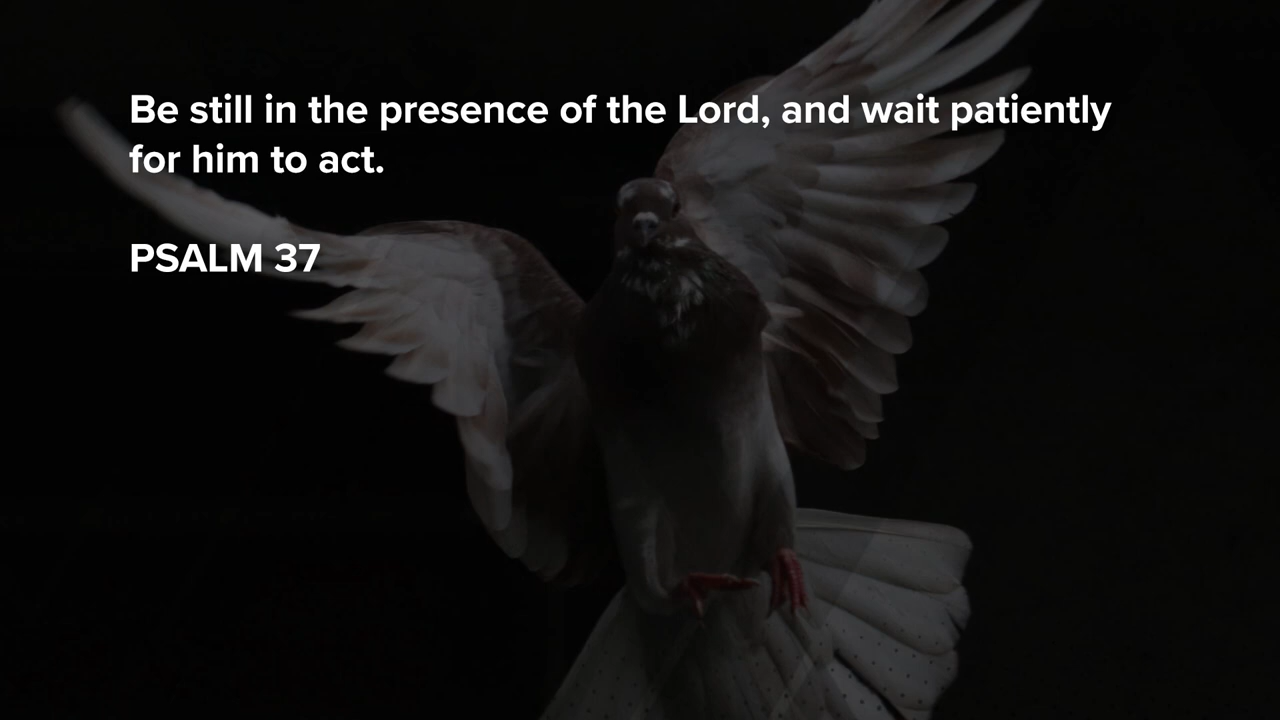 Be still in the presence of the Lord, and wait patiently
for him to act.
PSALM 37